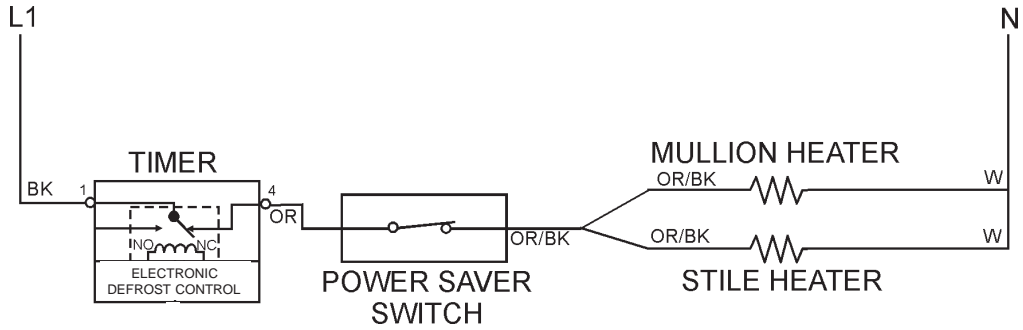 L1
N
TIMER
MULLION HEATER
BK
1
4
OR
OR/BK
W
NO
NC
OR/BK
OR/BK
W
ELECTRONIC
DEFROST CONTROL
POWER SAVER
SWITCH
STILE HEATER